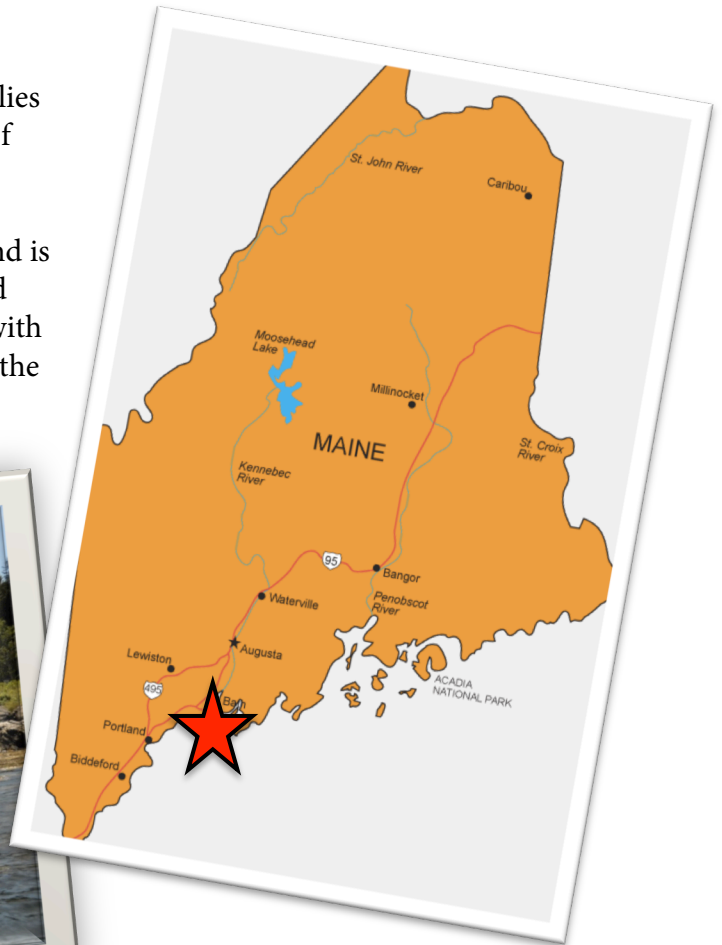 lies
f
nd is
d
with
the
St. John River
Caribou
Moosehead
Lake
Millinocket
MAINE
St. Croix
River
Kennebec
River
95
Bangor
Waterville
Penobscot
River
Augusta
Lewiston
ACADIA
NATIONAL PARK
495
Bath
Portland
Biddeford